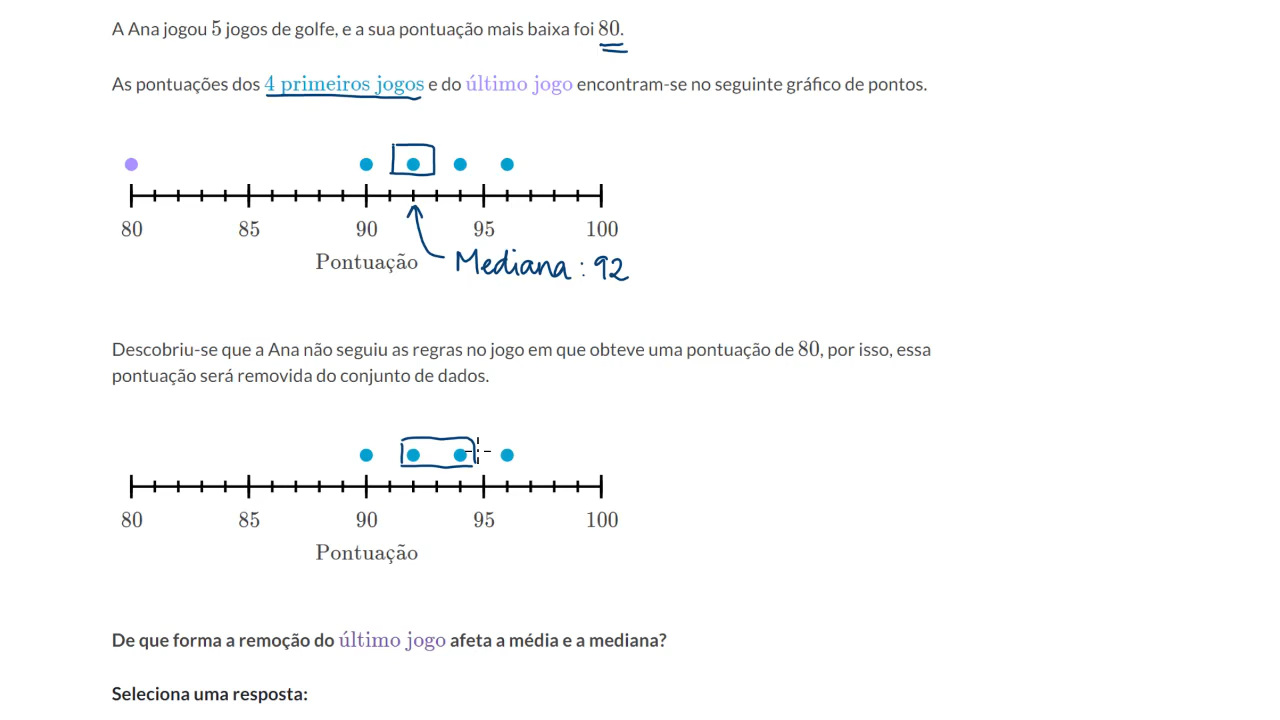 A Ana jogou 5 jogos de golfe, e a sua pontuação mais baixa foi 80.
As pontuações dos 4 primeiros jogos e do último jogo encontram-se no seguinte gráfico de pontos.
80 85 90 95 100
Pontuação
Mediana : 92
Descobriu-se que a Ana não seguiu as regras no jogo em que obteve uma pontuação de 80, por isso, essa
pontuação será removida do conjunto de dados.
80 85 90 95 100
Pontuação
De que forma a remoção do último jogo afeta a média e a mediana?
Seleciona uma resposta: